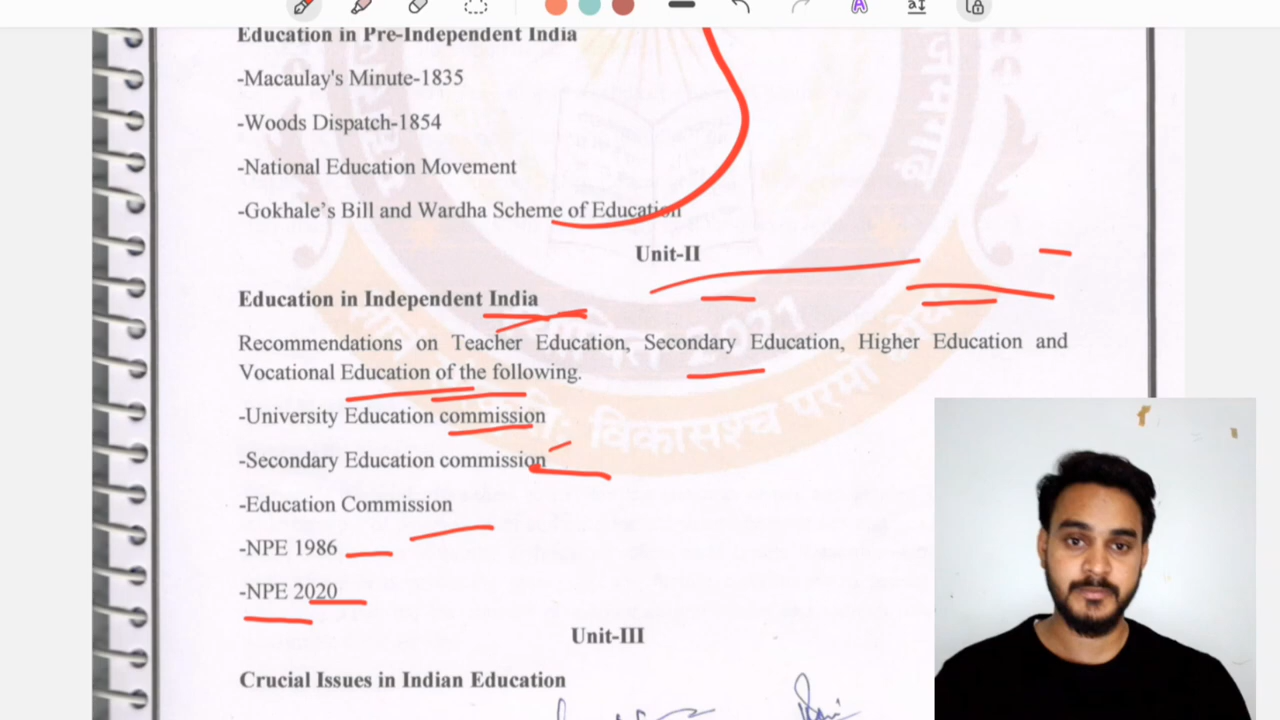 Education in Pre-Independent India
-Macaulay's Minute-1835
-Woods Dispatch-1854
-National Education Movement
-Gokhale's Bill and Wardha Scheme of Education
Unit-II
Education in Independent India
Recommendations on Teacher Education, Secondary Education, Higher Education and
Vocational Education of the following.
-University Education commission
-Secondary Education commission
-Education Commission
-NPE 1986
-NPE 2020
2021
विकासश्च परमो
Unit-III
Crucial Issues in Indian Education